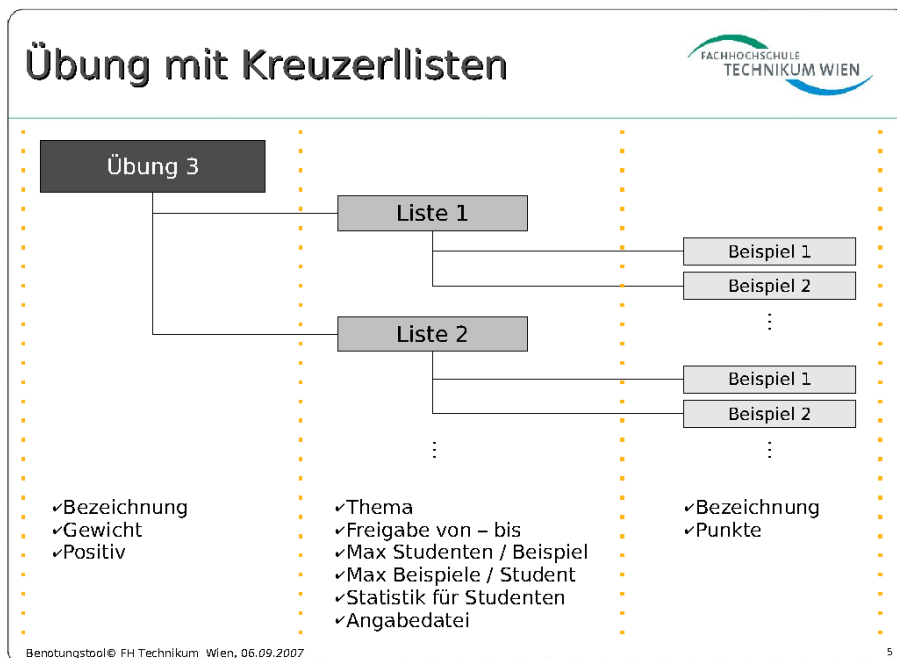 Übung mit Kreuzerllisten
FACHHOCHSCHULE
TECHNIKUM WIEN
Übung 3
Liste 1
Beispiel 1
Beispiel 2
⋮
Liste 2
Beispiel 1
Beispiel 2
⋮
⋮
✔Bezeichnung
✔Gewicht
✔Positiv
✔Thema
✔Freigabe von – bis
✔Max Studenten / Beispiel
✔Max Beispiele / Student
✔Statistik für Studenten
✔Angabedatei
✔Bezeichnung
✔Punkte
Benotungstool© FH Technikum Wien, 06.09.2007
5